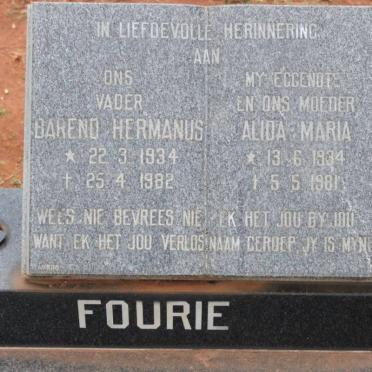 IN LIEFDEVOLLE HERINNERING
AAN
ONS
VADER
BAREND HERMANUS
* 22.3.1934
† 25.4.1982
MY EGGENOTE
EN ONS MOEDER
ALIDA MARIA
* 13.6.1934
† 5.5.1981
WEES NIE BEVREES NIE, EK HET JOU BY JOU
WANT EK HET JOU VERLOS NAAM GEROEP, JY IS MYNE
FOURIE